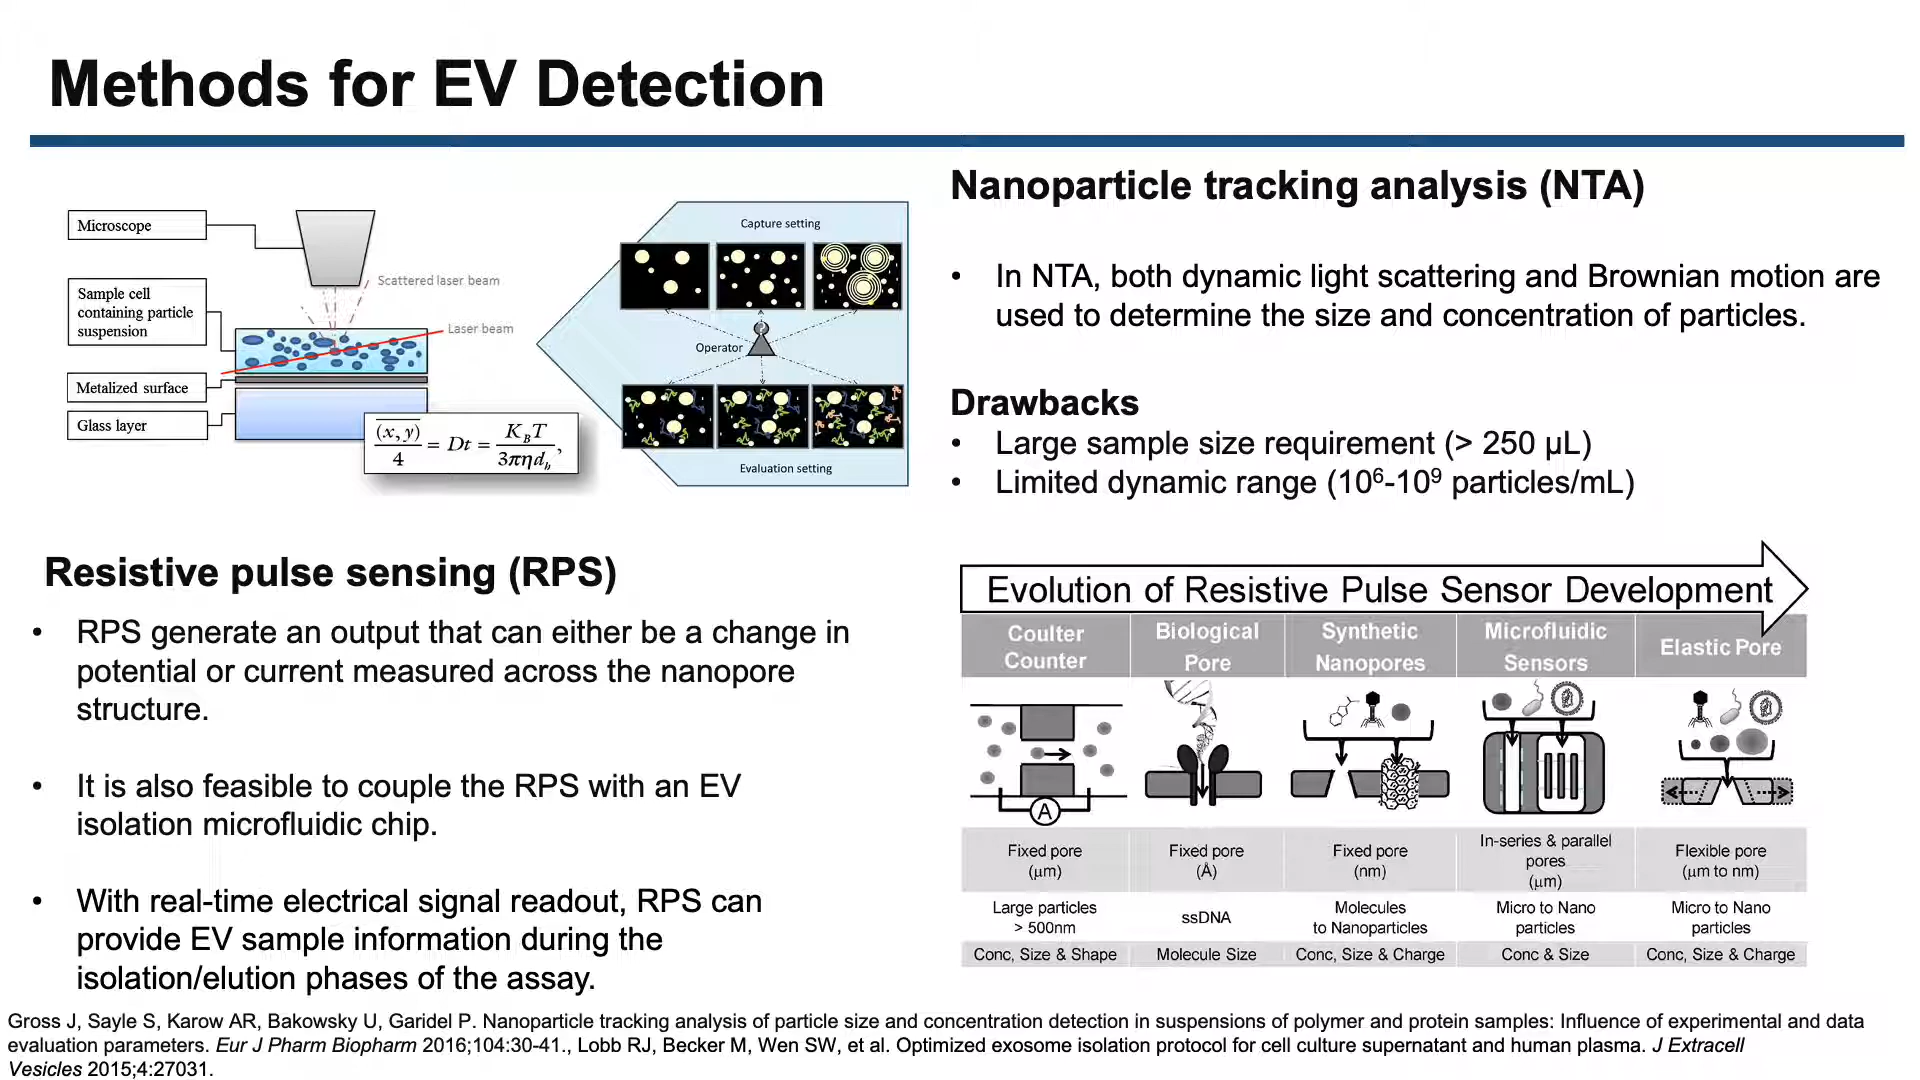 Methods for EV Detection
Microscope
Sample cell
containing particle
suspension
Metalized surface
Glass layer
Scattered laser beam
Laser beam
(x, y)
4
= Dt =
K_B T
3πηd_h
,
Capture setting
Operator
Evaluation setting
Nanoparticle tracking analysis (NTA)
• In NTA, both dynamic light scattering and Brownian motion are
used to determine the size and concentration of particles.
Drawbacks
• Large sample size requirement (> 250 µL)
• Limited dynamic range (10⁶-10⁹ particles/mL)
Resistive pulse sensing (RPS)
• RPS generate an output that can either be a change in
potential or current measured across the nanopore
structure.
• It is also feasible to couple the RPS with an EV
isolation microfluidic chip.
• With real-time electrical signal readout, RPS can
provide EV sample information during the
isolation/elution phases of the assay.
Evolution of Resistive Pulse Sensor Development
Coulter
Counter
Biological
Pore
Synthetic
Nanopores
Microfluidic
Sensors
Elastic Pore
A
Fixed pore
(µm)
Fixed pore
(Å)
Fixed pore
(nm)
In-series & parallel
pores
(µm)
Flexible pore
(µm to nm)
Large particles
> 500nm
ssDNA
Molecules
to Nanoparticles
Micro to Nano
particles
Micro to Nano
particles
Conc, Size & Shape
Molecule Size
Conc, Size & Charge
Conc & Size
Conc, Size & Charge
Gross J, Sayle S, Karow AR, Bakowsky U, Garidel P. Nanoparticle tracking analysis of particle size and concentration detection in suspensions of polymer and protein samples: Influence of experimental and data
evaluation parameters. Eur J Pharm Biopharm 2016;104:30-41., Lobb RJ, Becker M, Wen SW, et al. Optimized exosome isolation protocol for cell culture supernatant and human plasma. J Extracell
Vesicles 2015;4:27031.